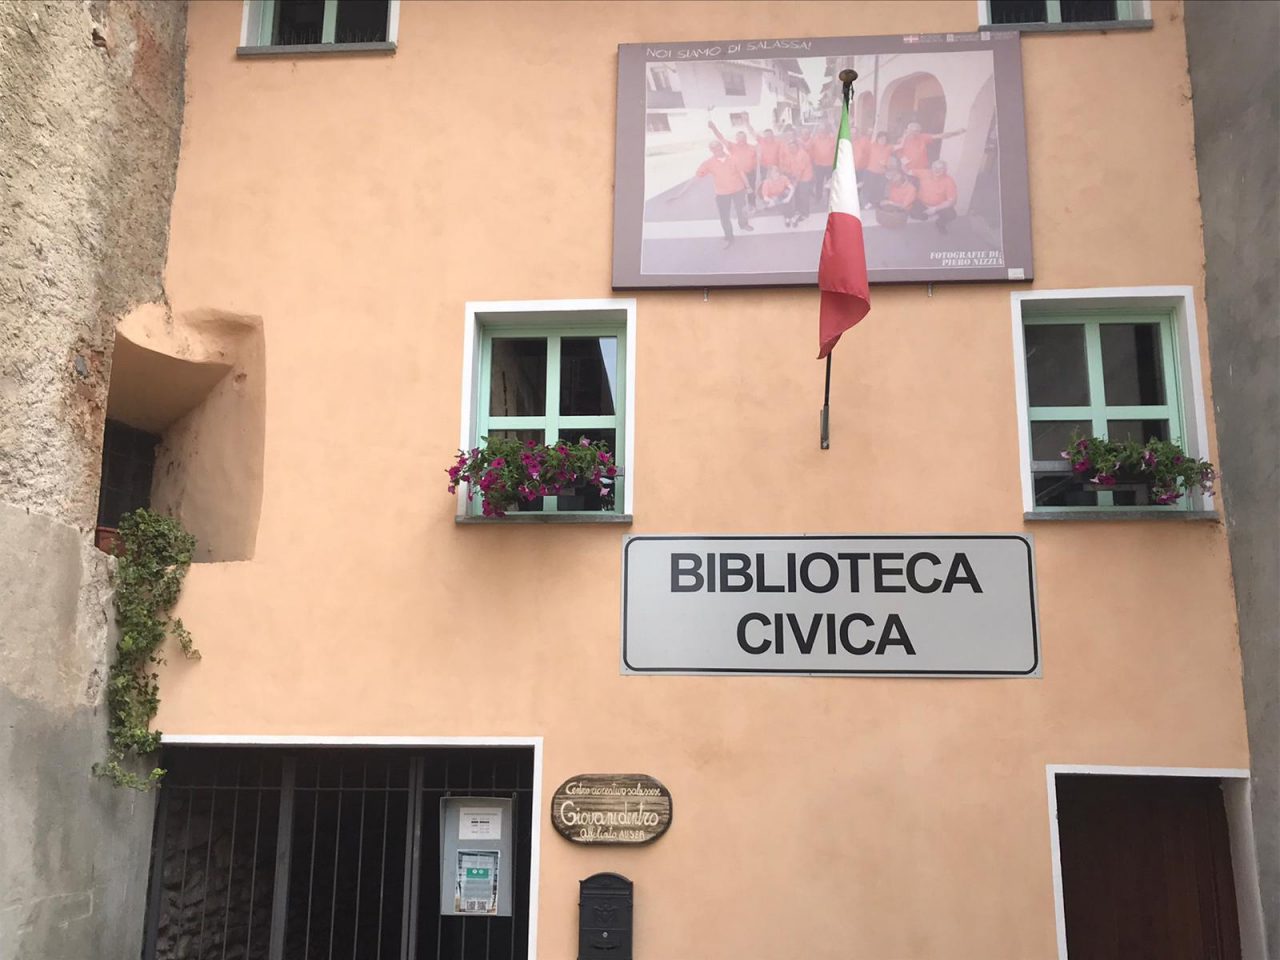 NOI SIAMO DI SALASSA!
FOTOGRAFIE DI:
PIERO NIZZIA
BIBLIOTECA
CIVICA
Centro ricreativo salassese
Giovanidentro
Affiliato AUSER